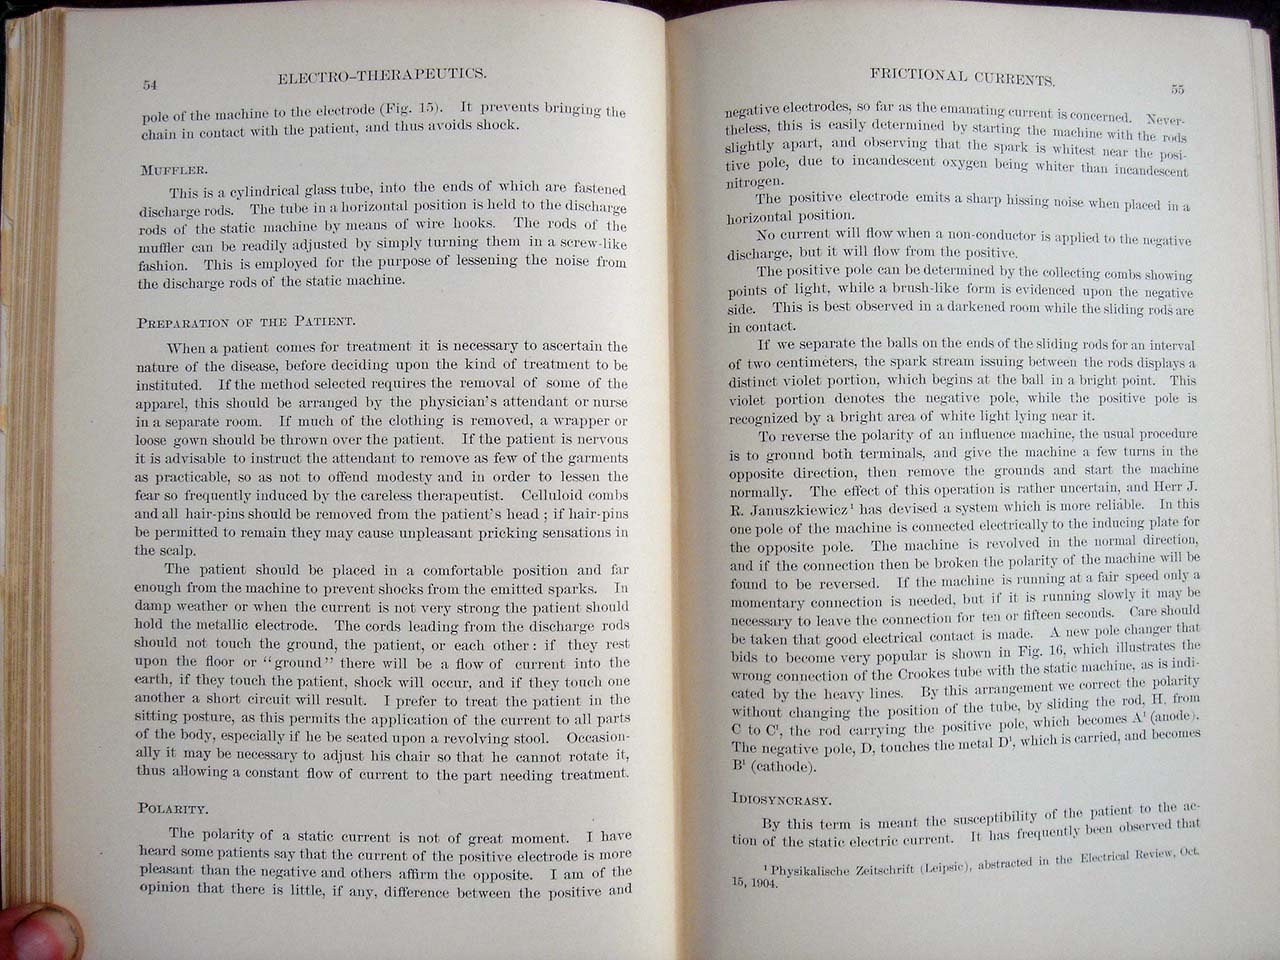 54
ELECTRO-THERAPEUTICS.
pole of the machine to the electrode (Fig. 15). It prevents bringing the
chain in contact with the patient, and thus avoids shock.
MUFFLER.
This is a cylindrical glass tube, into the ends of which are fastened
discharge rods. The tube in a horizontal position is held to the discharge
rods of the static machine by means of wire hooks. The rods of the
muffler can be readily adjusted by simply turning them in a screw-like
fashion. This is employed for the purpose of lessening the noise from
the discharge rods of the static machine.
PREPARATION OF THE PATIENT.
When a patient comes for treatment it is necessary to ascertain the
nature of the disease, before deciding upon the kind of treatment to be
instituted. If the method selected requires the removal of some of the
apparel, this should be arranged by the physician's attendant or nurse
in a separate room. If much of the clothing is removed, a wrapper or
loose gown should be thrown over the patient. If the patient is nervous
it is advisable to instruct the attendant to remove as few of the garments
as practicable, so as not to offend modesty and in order to lessen the
fear so frequently induced by the careless therapeutist. Celluloid combs
and all hair-pins should be removed from the patient's head ; if hair-pins
be permitted to remain they may cause unpleasant pricking sensations in
the scalp.
The patient should be placed in a comfortable position and far
enough from the machine to prevent shocks from the emitted sparks. In
damp weather or when the current is not very strong the patient should
hold the metallic electrode. The cords leading from the discharge rods
should not touch the ground, the patient, or each other : if they rest
upon the floor or "ground" there will be a flow of current into the
earth, if they touch the patient, shock will occur, and if they touch one
another a short circuit will result. I prefer to treat the patient in the
sitting posture, as this permits the application of the current to all parts
of the body, especially if he be seated upon a revolving stool. Occasion-
ally it may be necessary to adjust his chair so that he cannot rotate it,
thus allowing a constant flow of current to the part needing treatment.
POLARITY.
The polarity of a static current is not of great moment. I have
heard some patients say that the current of the positive electrode is more
pleasant than the negative and others affirm the opposite. I am of the
opinion that there is little, if any, difference between the positive and
FRICTIONAL CURRENTS.
55
negative electrodes, so far as the emanating current is concerned. Never-
theless, this is easily determined by starting the machine with the rods
slightly apart, and observing that the spark is whitest near the posi-
tive pole, due to incandescent oxygen being whiter than incandescent
nitrogen.
The positive electrode emits a sharp hissing noise when placed in a
horizontal position.
No current will flow when a non-conductor is applied to the negative
discharge, but it will flow from the positive.
The positive pole can be determined by the collecting combs showing
points of light, while a brush-like form is evidenced upon the negative
side. This is best observed in a darkened room while the sliding rods are
in contact.
If we separate the balls on the ends of the sliding rods for an interval
of two centimeters, the spark stream issuing between the rods displays a
distinct violet portion, which begins at the ball in a bright point. This
violet portion denotes the negative pole, while the positive pole is
recognized by a bright area of white light lying near it.
To reverse the polarity of an influence machine, the usual procedure
is to ground both terminals, and give the machine a few turns in the
opposite direction, then remove the grounds and start the machine
normally. The effect of this operation is rather uncertain, and Herr J.
R. Januszkiewicz¹ has devised a system which is more reliable. In this
one pole of the machine is connected electrically to the inducing plate for
the opposite pole. The machine is revolved in the normal direction,
and if the connection then be broken the polarity of the machine will be
found to be reversed. If the machine is running at a fair speed only a
momentary connection is needed, but if it is running slowly it may be
necessary to leave the connection for ten or fifteen seconds. Care should
be taken that good electrical contact is made. A new pole changer that
bids to become very popular is shown in Fig. 16, which illustrates the
wrong connection of the Crookes tube with the static machine, as is indi-
cated by the heavy lines. By this arrangement we correct the polarity
without changing the position of the tube, by sliding the rod, H, from
C to C¹, the rod carrying the positive pole, which becomes A¹ (anode).
The negative pole, D, touches the metal D¹, which is carried, and becomes
B¹ (cathode).
IDIOSYNCRASY.
By this term is meant the susceptibility of the patient to the ac-
tion of the static electric current. It has frequently been observed that
¹ Physikalische Zeitschrift (Leipsic), abstracted in the Electrical Review, Oct.
15, 1904.